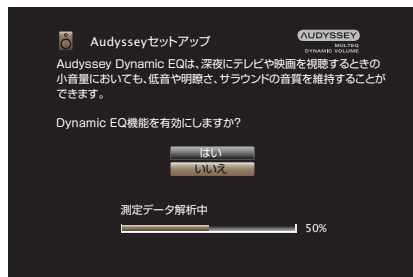 Audysseyセットアップ
AUDYSSEY
MULTEQ
DYNAMIC VOLUME
Audyssey Dynamic EQは、深夜にテレビや映画を視聴するときの
小音量においても、低音や明瞭さ、サラウンドの音質を維持することが
できます。
Dynamic EQ機能を有効にしますか?
はい
いいえ
測定データ解析中
50%